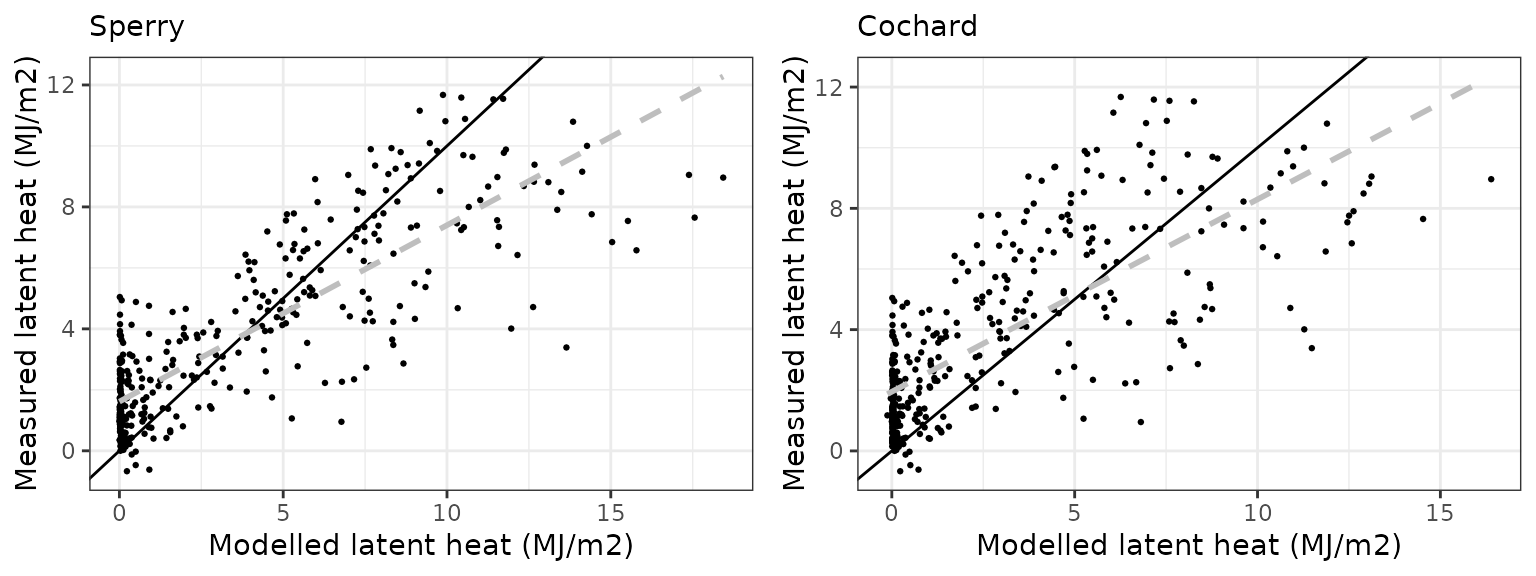 Sperry
Measured latent heat (MJ/m2)
12
8
4
0
0 5 10 15
Modelled latent heat (MJ/m2)
Cochard
Measured latent heat (MJ/m2)
12
8
4
0
0 5 10 15
Modelled latent heat (MJ/m2)